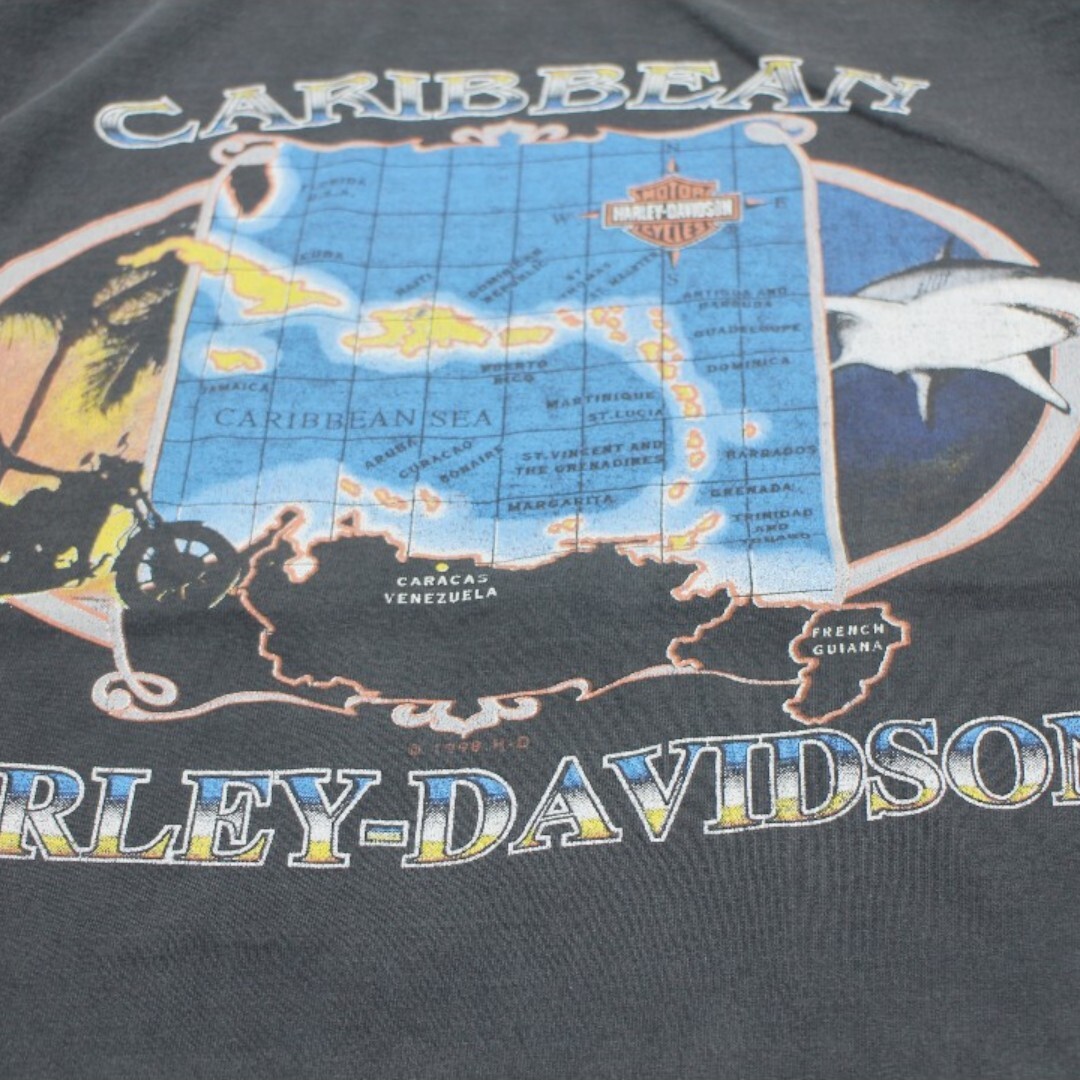 CARIBBEAN
FLORIDA
U.S.A.
N
MOTOR
HARLEY-DAVIDSON
CYCLES
W
E
S
CUBA
HAITI
DOMINICAN
REPUBLIC
ST.
ST. MAARTEN
ANTIGUA AND
BARBUDA
GUADELOUPE
DOMINICA
JAMAICA
PUERTO
RICO
MARTINIQUE
ST. LUCIA
CARIBBEAN SEA
ARUBA
CURACAO
BONAIRE
ST. VINCENT AND
THE GRENADINES
BARBADOS
MARGARITA
GRENADA
TRINIDAD
AND
TOBAGO
CARACAS
VENEZUELA
FRENCH
GUIANA
© 1998 H-D
RLEY-DAVIDSON